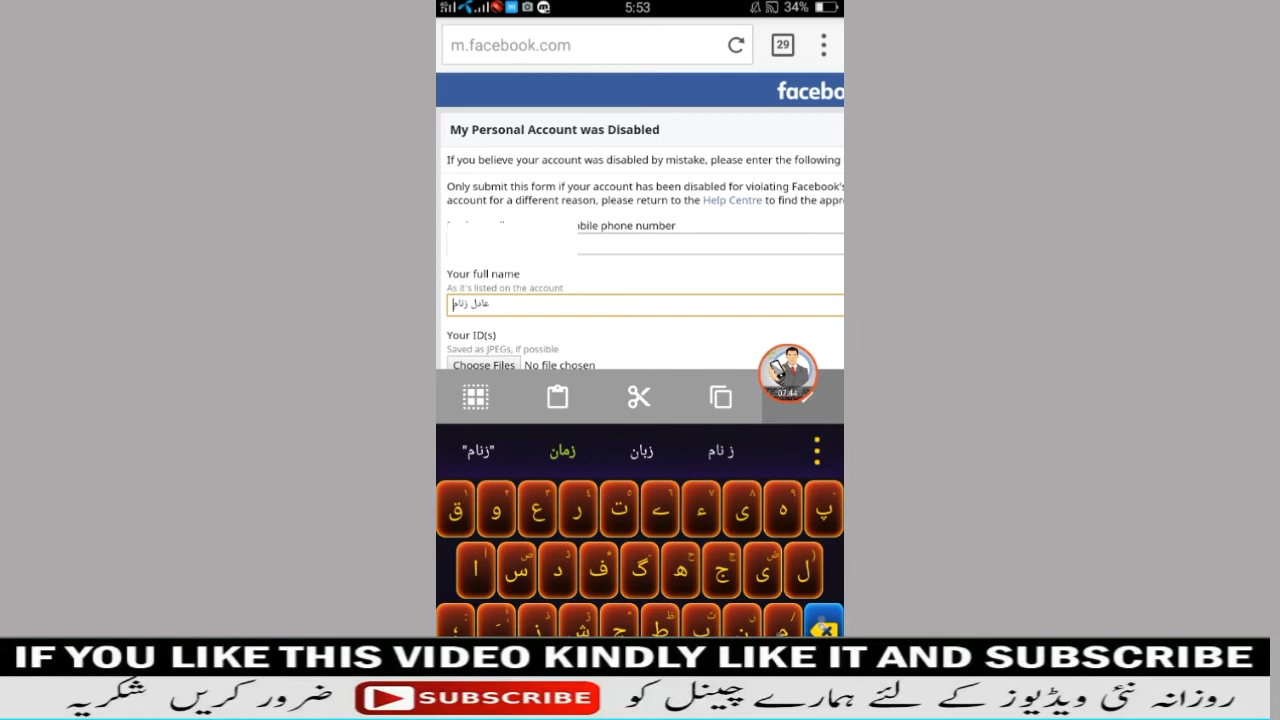 5:53 34%
m.facebook.com 29
facebo
My Personal Account was Disabled
If you believe your account was disabled by mistake, please enter the following
Only submit this form if your account has been disabled for violating Facebook's
account for a different reason, please return to the Help Centre to find the appr
bile phone number
Your full name
As it's listed on the account
عادل زنام
Your ID(s)
Saved as JPEGs, if possible
Choose Files No file chosen
07:44
"زنام" زمان زبان ز نام
ق و ع ر ت ے ء ی ہ پ
ا س د ف گ ھ ج ی ل
ز ش چ ط ب ن م
IF YOU LIKE THIS VIDEO KINDLY LIKE IT AND SUBSCRIBE
روزانہ نئی ویڈیوز کے لئے ہمارے چینل کو SUBSCRIBE ضرور کریں شکریہ